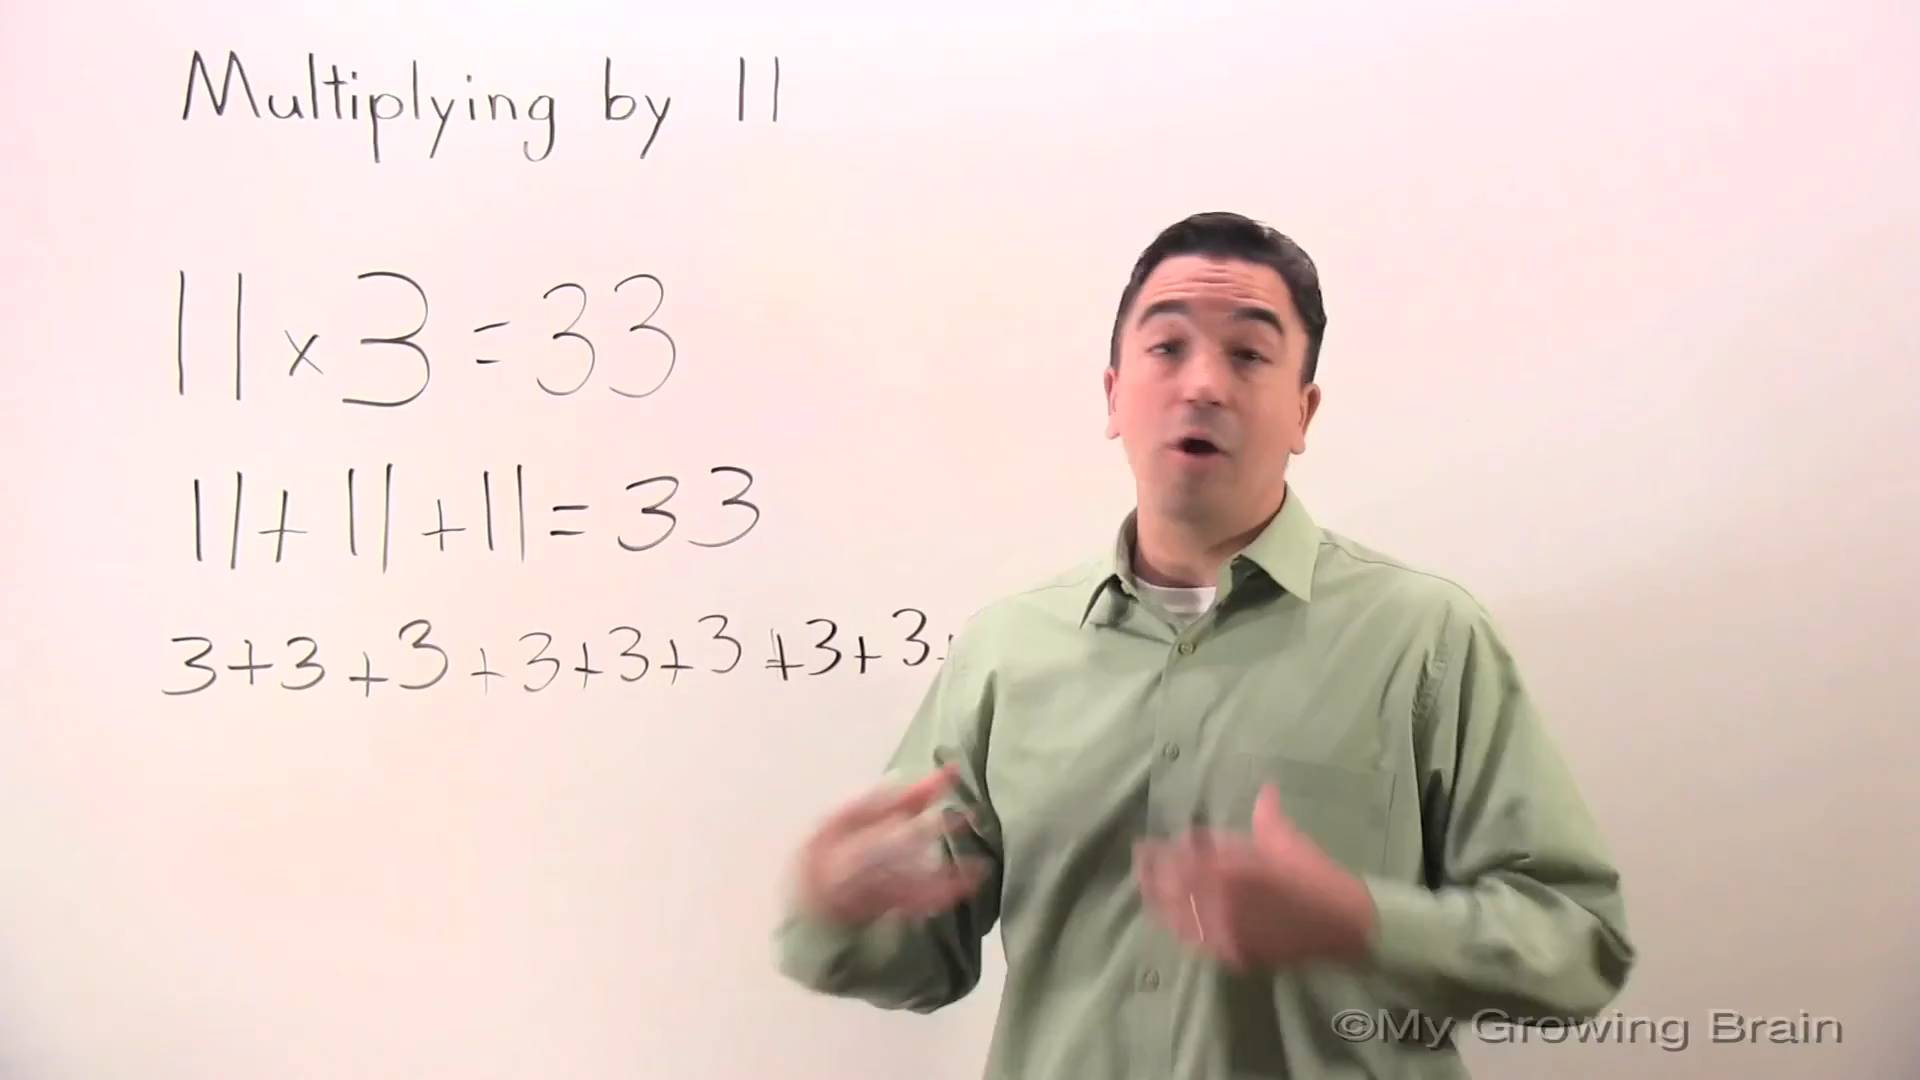 Multiplying by 11
11 x 3 = 33
11 + 11 + 11 = 33
3 + 3 + 3 + 3 + 3 + 3 + 3 + 3
©My Growing Brain